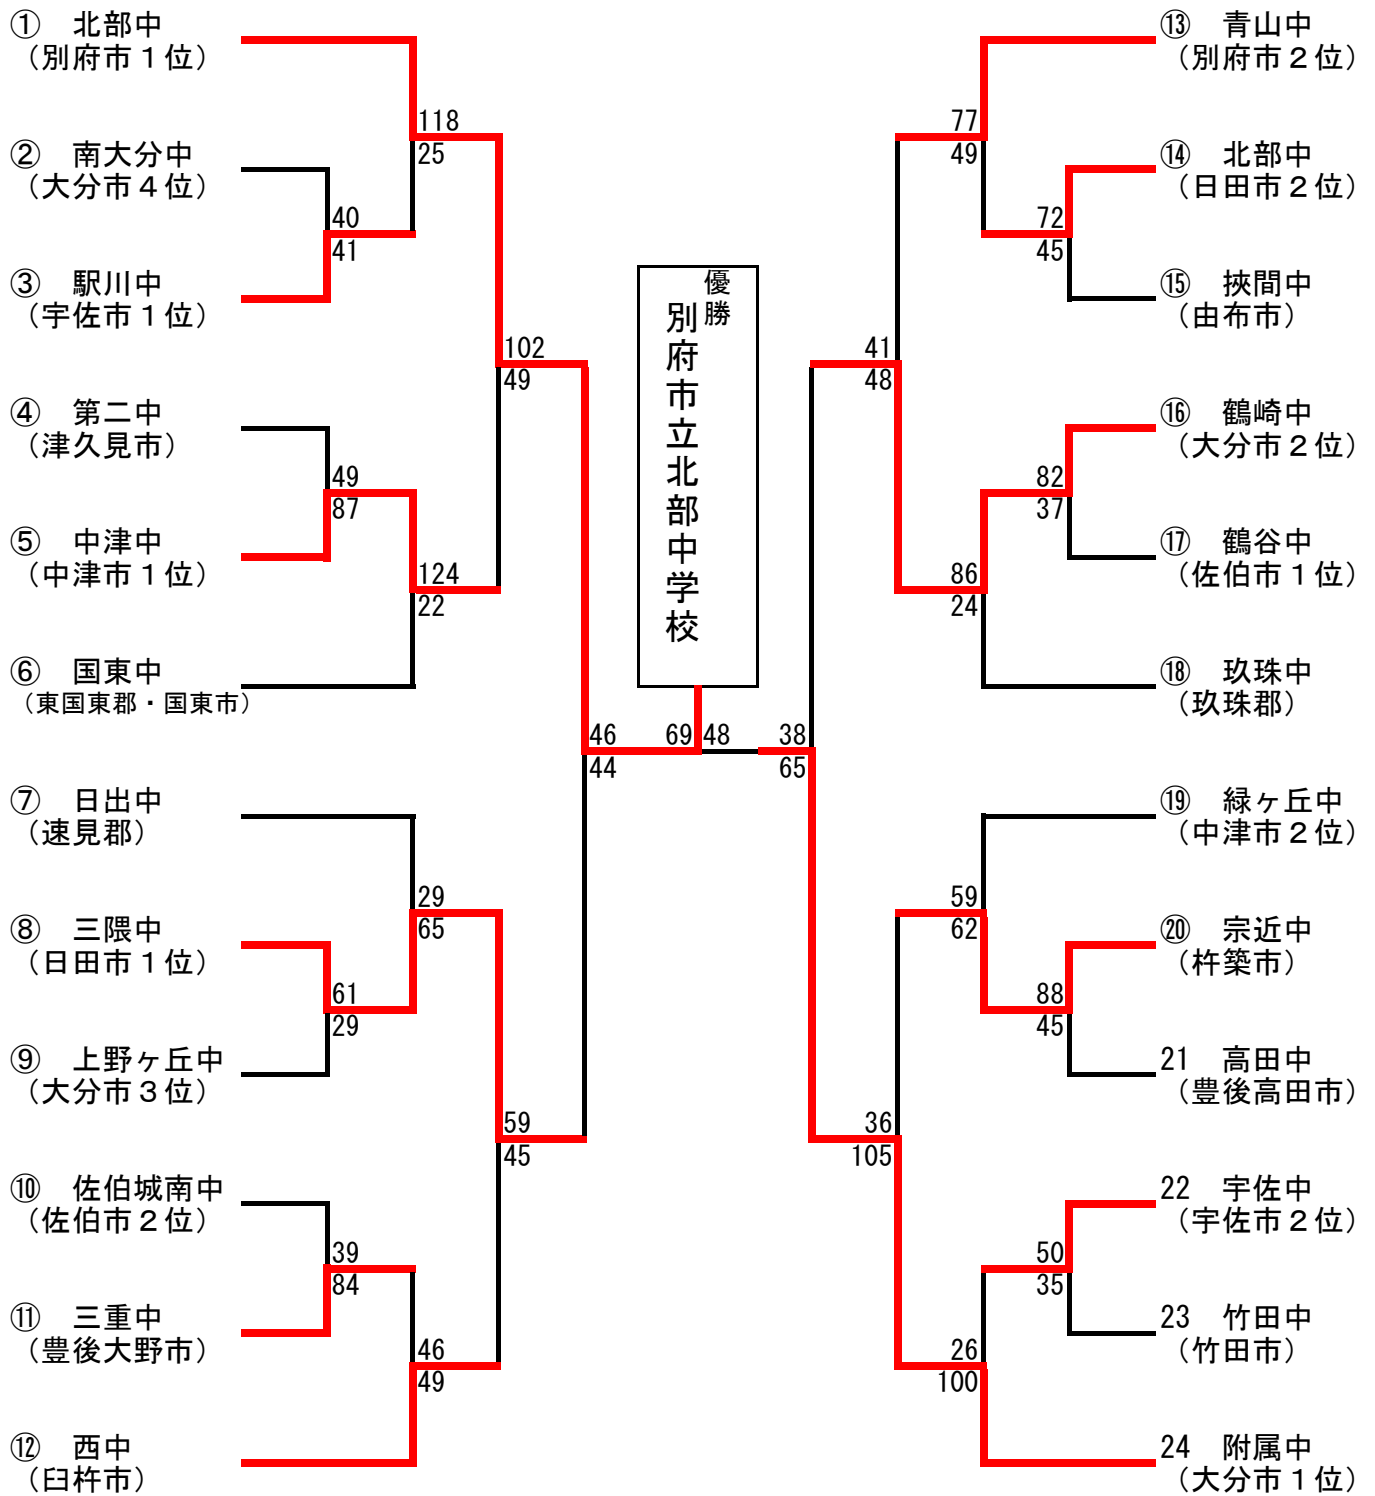 ① 北部中
（別府市１位）
② 南大分中
（大分市４位）
③ 駅川中
（宇佐市１位）
④ 第二中
（津久見市）
⑤ 中津中
（中津市１位）
⑥ 国東中
（東国東郡・国東市）
⑦ 日出中
（速見郡）
⑧ 三隈中
（日田市１位）
⑨ 上野ヶ丘中
（大分市３位）
⑩ 佐伯城南中
（佐伯市２位）
⑪ 三重中
（豊後大野市）
⑫ 西中
（臼杵市）
40
41
49
87
61
29
39
84
118
25
124
22
29
65
46
49
102
49
59
45
46
44
優勝
別府市立北部中学校
69 48
38
65
41
48
36
105
77
49
86
24
59
62
26
100
72
45
82
37
88
45
50
35
⑬ 青山中
（別府市２位）
⑭ 北部中
（日田市２位）
⑮ 挾間中
（由布市）
⑯ 鶴崎中
（大分市２位）
⑰ 鶴谷中
（佐伯市１位）
⑱ 玖珠中
（玖珠郡）
⑲ 緑ヶ丘中
（中津市２位）
⑳ 宗近中
（杵築市）
21 高田中
（豊後高田市）
22 宇佐中
（宇佐市２位）
23 竹田中
（竹田市）
24 附属中
（大分市１位）